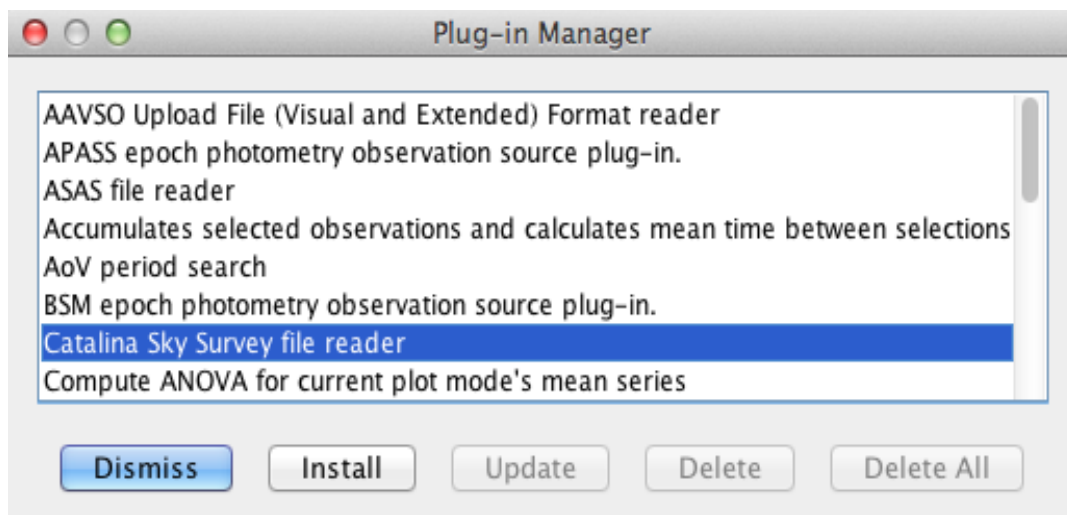 Plug-in Manager
AAVSO Upload File (Visual and Extended) Format reader
APASS epoch photometry observation source plug-in.
ASAS file reader
Accumulates selected observations and calculates mean time between selections
AoV period search
BSM epoch photometry observation source plug-in.
Catalina Sky Survey file reader
Compute ANOVA for current plot mode's mean series
Dismiss Install Update Delete Delete All